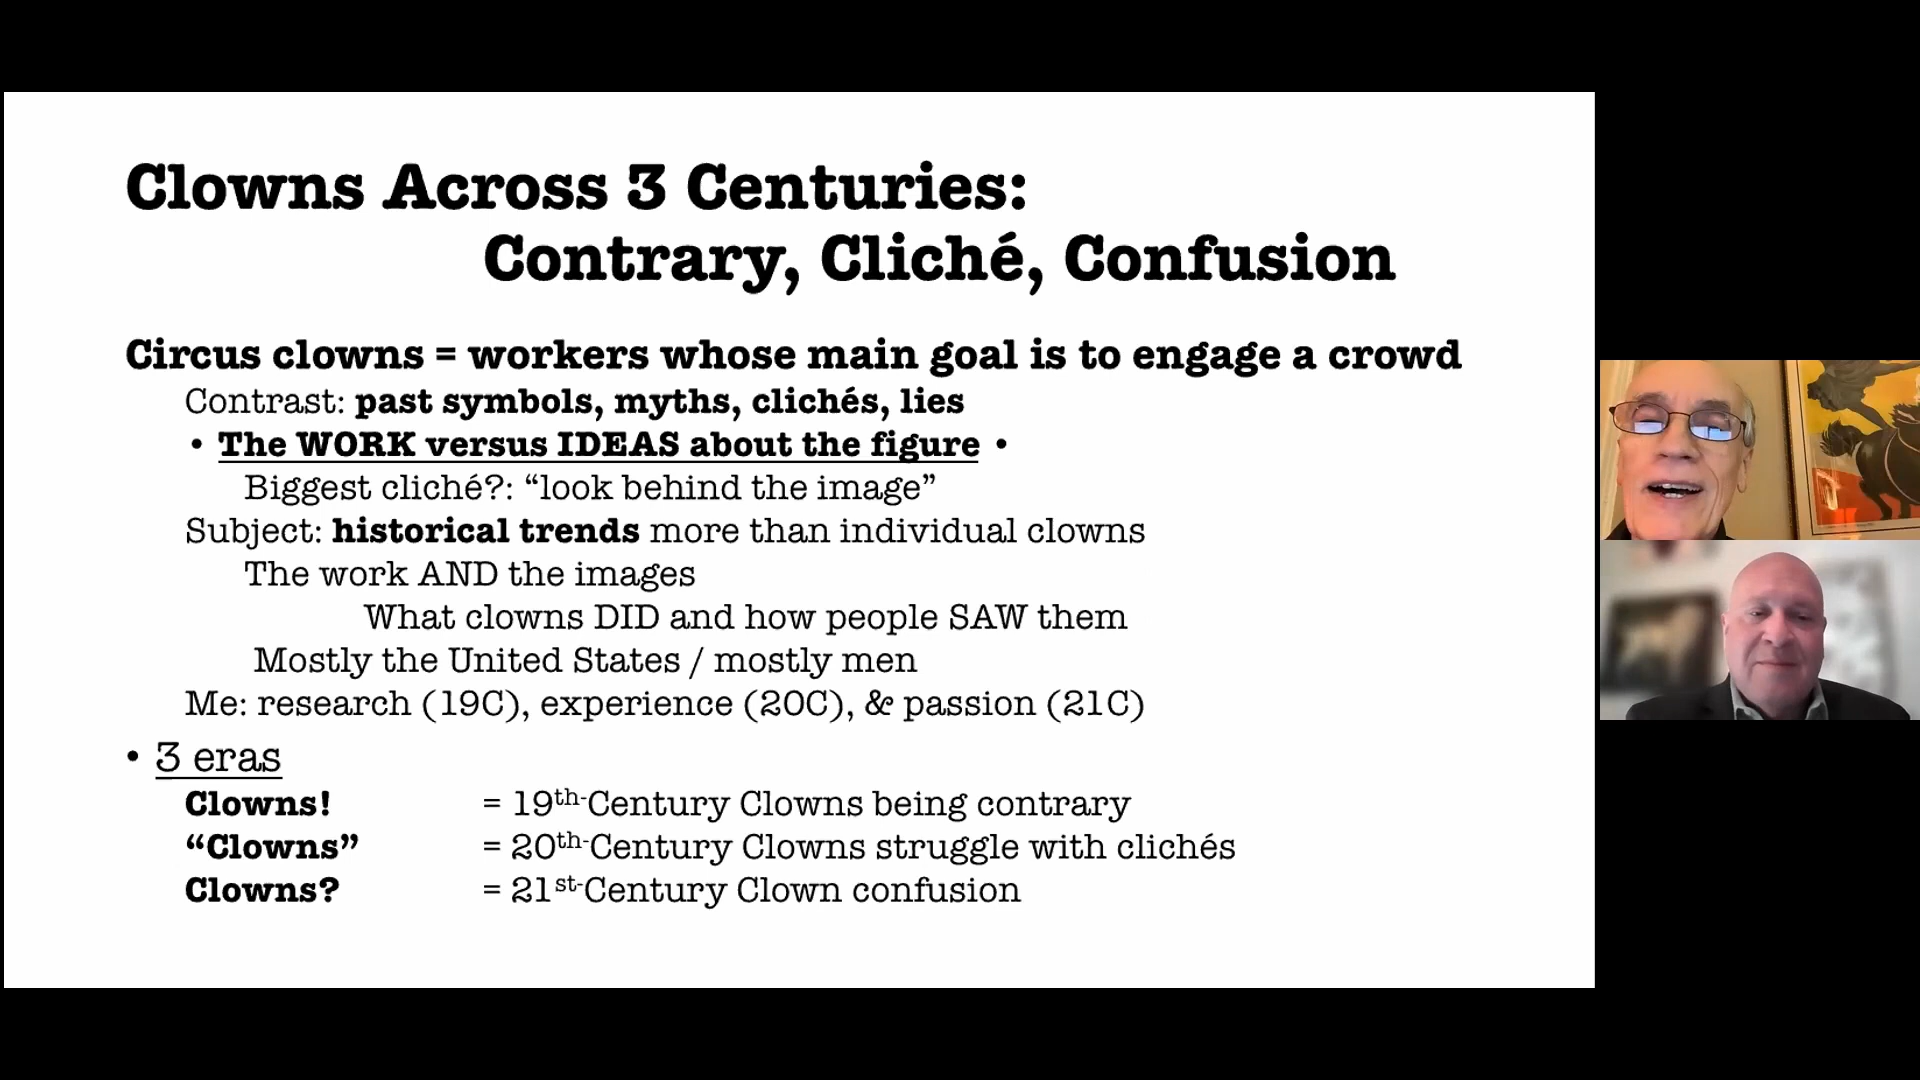 Clowns Across 3 Centuries:
Contrary, Cliché, Confusion
Circus clowns = workers whose main goal is to engage a crowd
Contrast: past symbols, myths, clichés, lies
• The WORK versus IDEAS about the figure •
Biggest cliché?: “look behind the image”
Subject: historical trends more than individual clowns
The work AND the images
What clowns DID and how people SAW them
Mostly the United States / mostly men
Me: research (19C), experience (20C), & passion (21C)
• 3 eras
Clowns! = 19th-Century Clowns being contrary
“Clowns” = 20th-Century Clowns struggle with clichés
Clowns? = 21st-Century Clown confusion